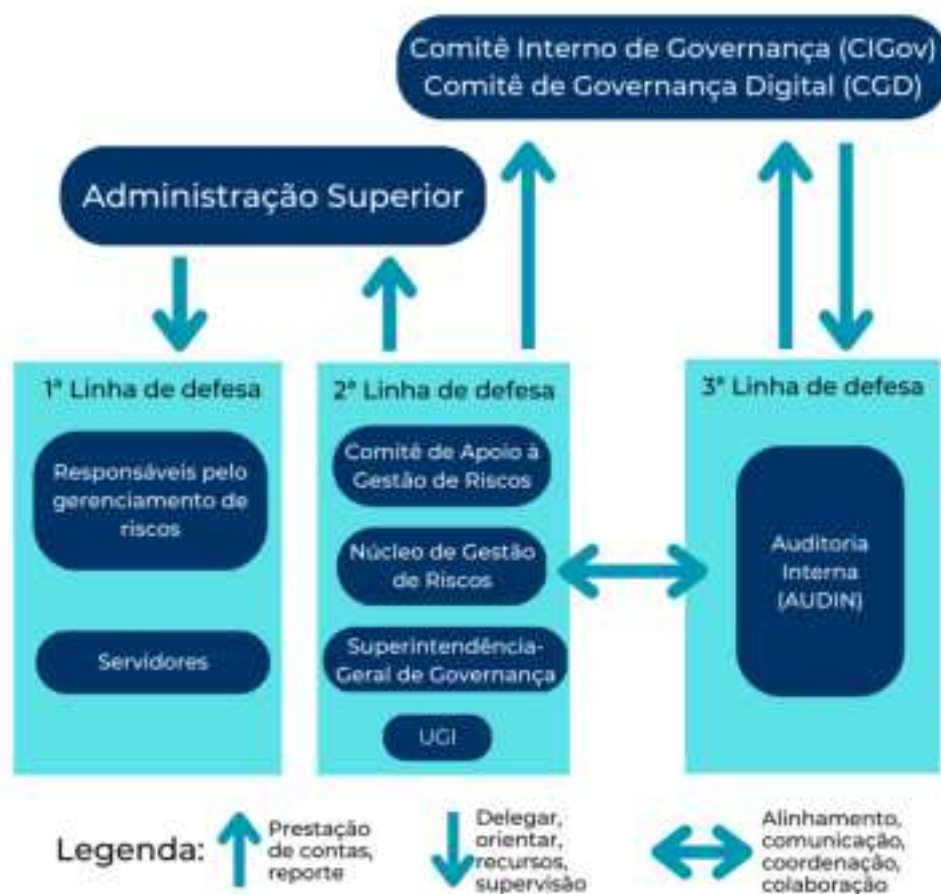 Comitê Interno de Governança (CIGov)
Comitê de Governança Digital (CGD)
Administração Superior
1ª Linha de defesa
Responsáveis pelo
gerenciamento de
riscos
Servidores
2ª Linha de defesa
Comitê de Apoio à
Gestão de Riscos
Núcleo de Gestão
de Riscos
Superintendência-
Geral de Governança
UGI
3ª Linha de defesa
Auditoria
Interna
(AUDIN)
Legenda:
Prestação
de contas,
reporte
Delegar,
orientar,
recursos,
supervisão
Alinhamento,
comunicação,
coordenação,
colaboração